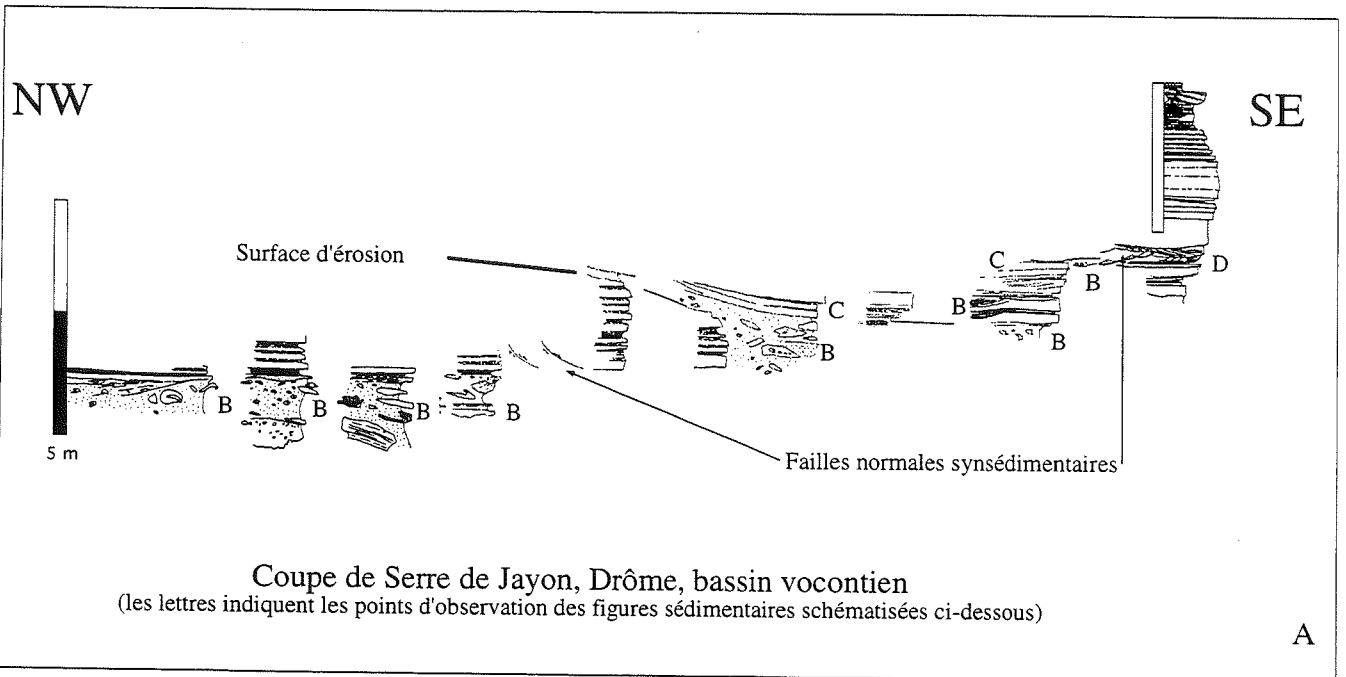 NW
SE
Surface d'érosion
C
B
D
C
B
B
B
B
B
B
B
B
5 m
Failles normales synsédimentaires
Coupe de Serre de Jayon, Drôme, bassin vocontien
(les lettres indiquent les points d'observation des figures sédimentaires schématisées ci-dessous)
A